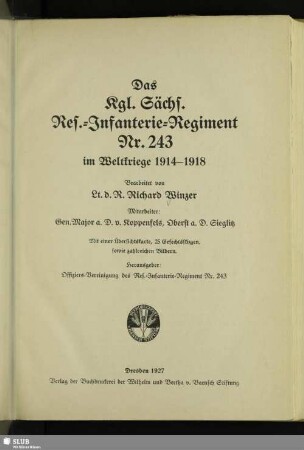 Das
Kgl. Sächs.
Res.-Infanterie-Regiment
Nr. 243
im Weltkriege 1914–1918
Bearbeitet von
Lt. d. R. Richard Winzer
Mitarbeiter:
Gen.Major a. D. v. Koppenfels, Oberst a. D. Sieglitz
Mit einer Übersichtskarte, 25 Gefechtsskizzen,
sowie zahlreichen Bildern.
Herausgeber:
Offiziers-Vereinigung des Res.-Infanterie-Regiment Nr. 243
Dresden 1927
Verlag der Buchdruckerei der Wilhelm und Bertha v. Baensch Stiftung
SLUB